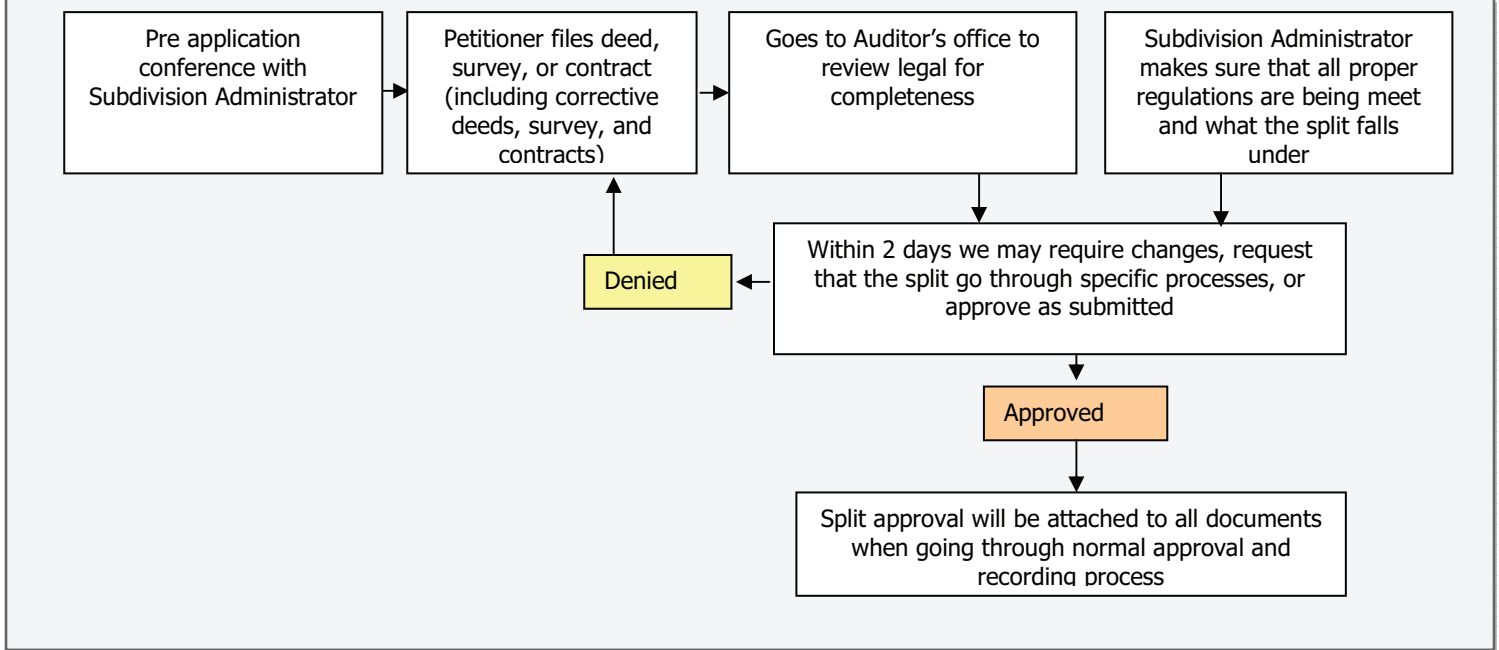 Pre application
conference with
Subdivision Administrator
Petitioner files deed,
survey, or contract
(including corrective
deeds, survey, and
contracts)
Goes to Auditor's office to
review legal for
completeness
Subdivision Administrator
makes sure that all proper
regulations are being meet
and what the split falls
under
Within 2 days we may require changes, request
that the split go through specific processes, or
approve as submitted
Denied
Approved
Split approval will be attached to all documents
when going through normal approval and
recording process